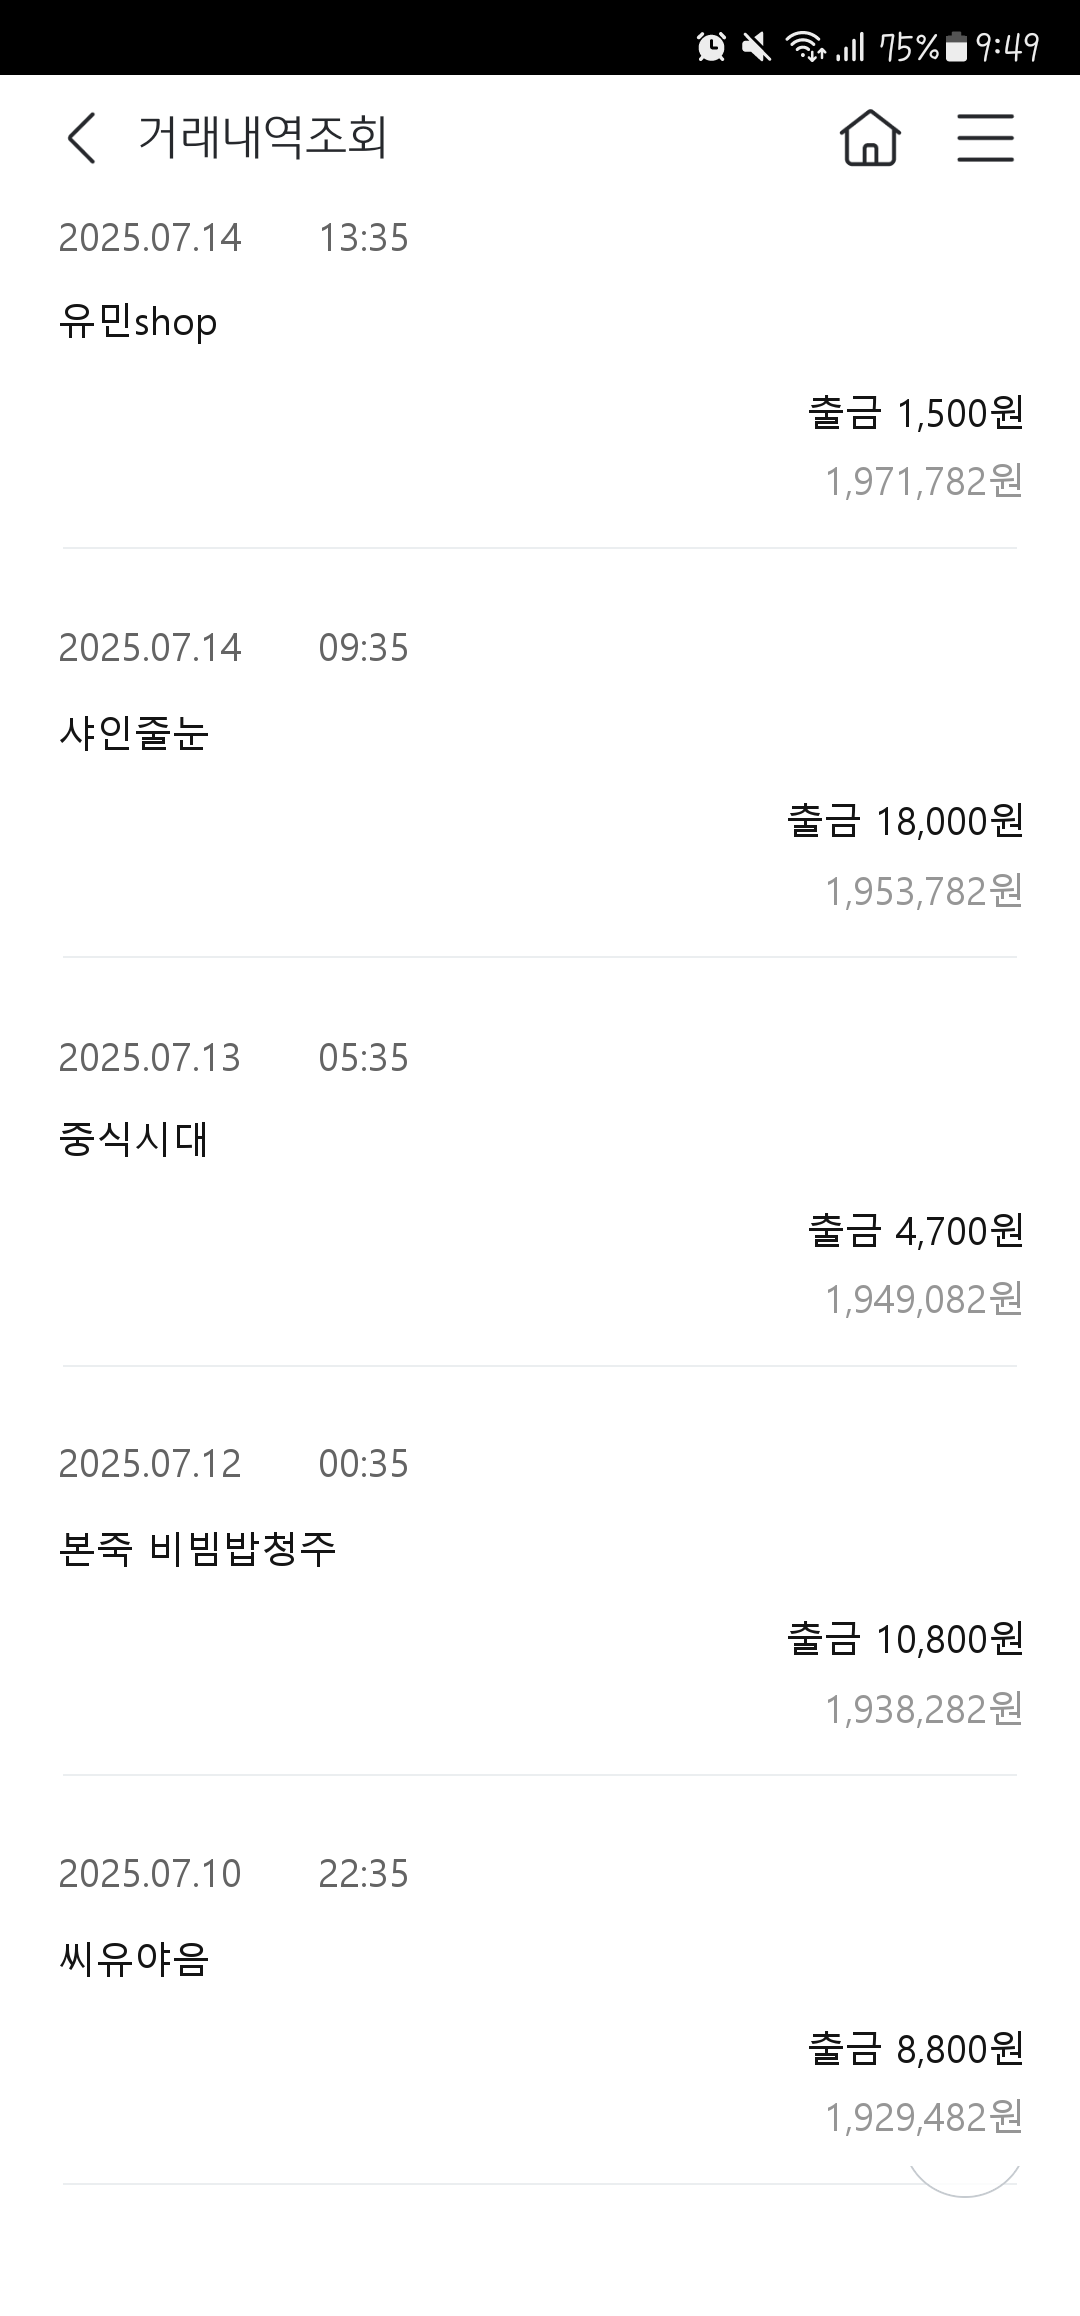 75% 9:49
거래내역조회
2025.07.14 13:35
유민shop
출금 1,500원
1,971,782원
2025.07.14 09:35
샤인줄눈
출금 18,000원
1,953,782원
2025.07.13 05:35
중식시대
출금 4,700원
1,949,082원
2025.07.12 00:35
본죽 비빔밥청주
출금 10,800원
1,938,282원
2025.07.10 22:35
씨유야음
출금 8,800원
1,929,482원